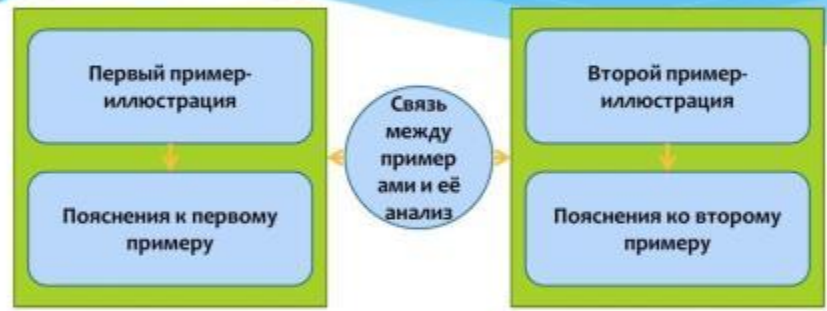 Первый пример-
иллюстрация
Пояснения к первому
примеру
Связь
между
пример
ами и её
анализ
Второй пример-
иллюстрация
Пояснения ко второму
примеру